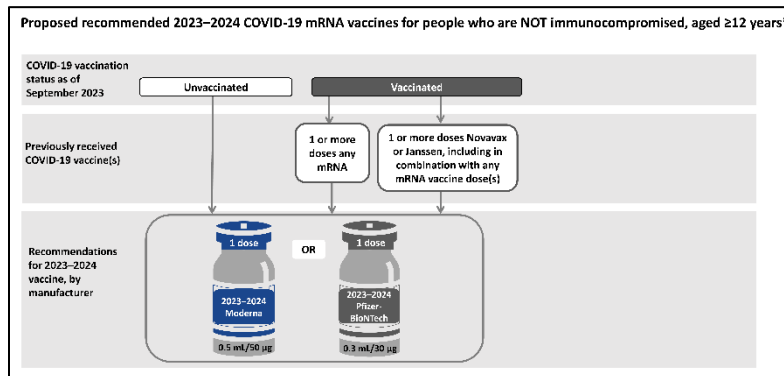 Proposed recommended 2023–2024 COVID-19 mRNA vaccines for people who are NOT immunocompromised, aged ≥12 years
COVID-19 vaccination
status as of
September 2023
Unvaccinated
Vaccinated
Previously received
COVID-19 vaccine(s)
1 or more
doses any
mRNA
1 or more doses Novavax
or Janssen, including in
combination with any
mRNA vaccine dose(s)
Recommendations
for 2023–2024
vaccine, by
manufacturer
1 dose
2023–2024
Moderna
0.5 mL/50 µg
OR
1 dose
2023–2024
Pfizer-
BioNTech
0.3 mL/30 µg